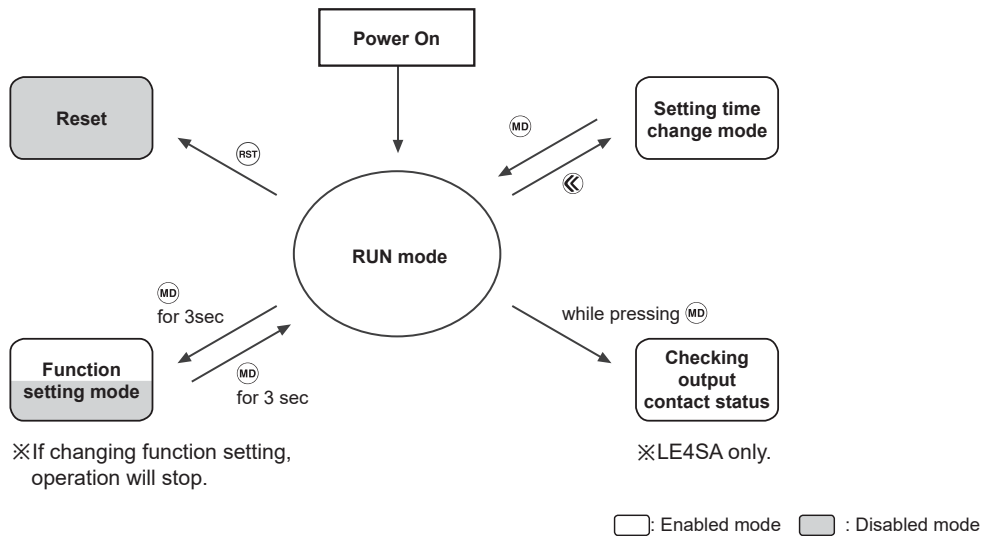 Power On
Reset
Setting time
change mode
MD
RST
RUN mode
MD
for 3sec
while pressing MD
Function
setting mode
MD
for 3 sec
Checking
output
contact status
※If changing function setting,
operation will stop.
※LE4SA only.
: Enabled mode
: Disabled mode